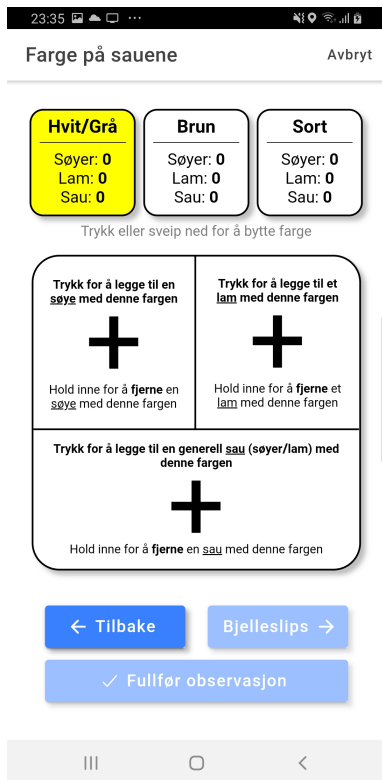 23:35
Farge på sauene
Avbryt
Hvit/Grå
Søyer: 0
Lam: 0
Sau: 0
Brun
Søyer: 0
Lam: 0
Sau: 0
Sort
Søyer: 0
Lam: 0
Sau: 0
Trykk eller sveip ned for å bytte farge
Trykk for å legge til en
søye med denne fargen
Hold inne for å fjerne en
søye med denne fargen
Trykk for å legge til et
lam med denne fargen
Hold inne for å fjerne et
lam med denne fargen
Trykk for å legge til en generell sau (søyer/lam) med
denne fargen
Hold inne for å fjerne en sau med denne fargen
← Tilbake
Bjelleslips →
✓ Fullfør observasjon